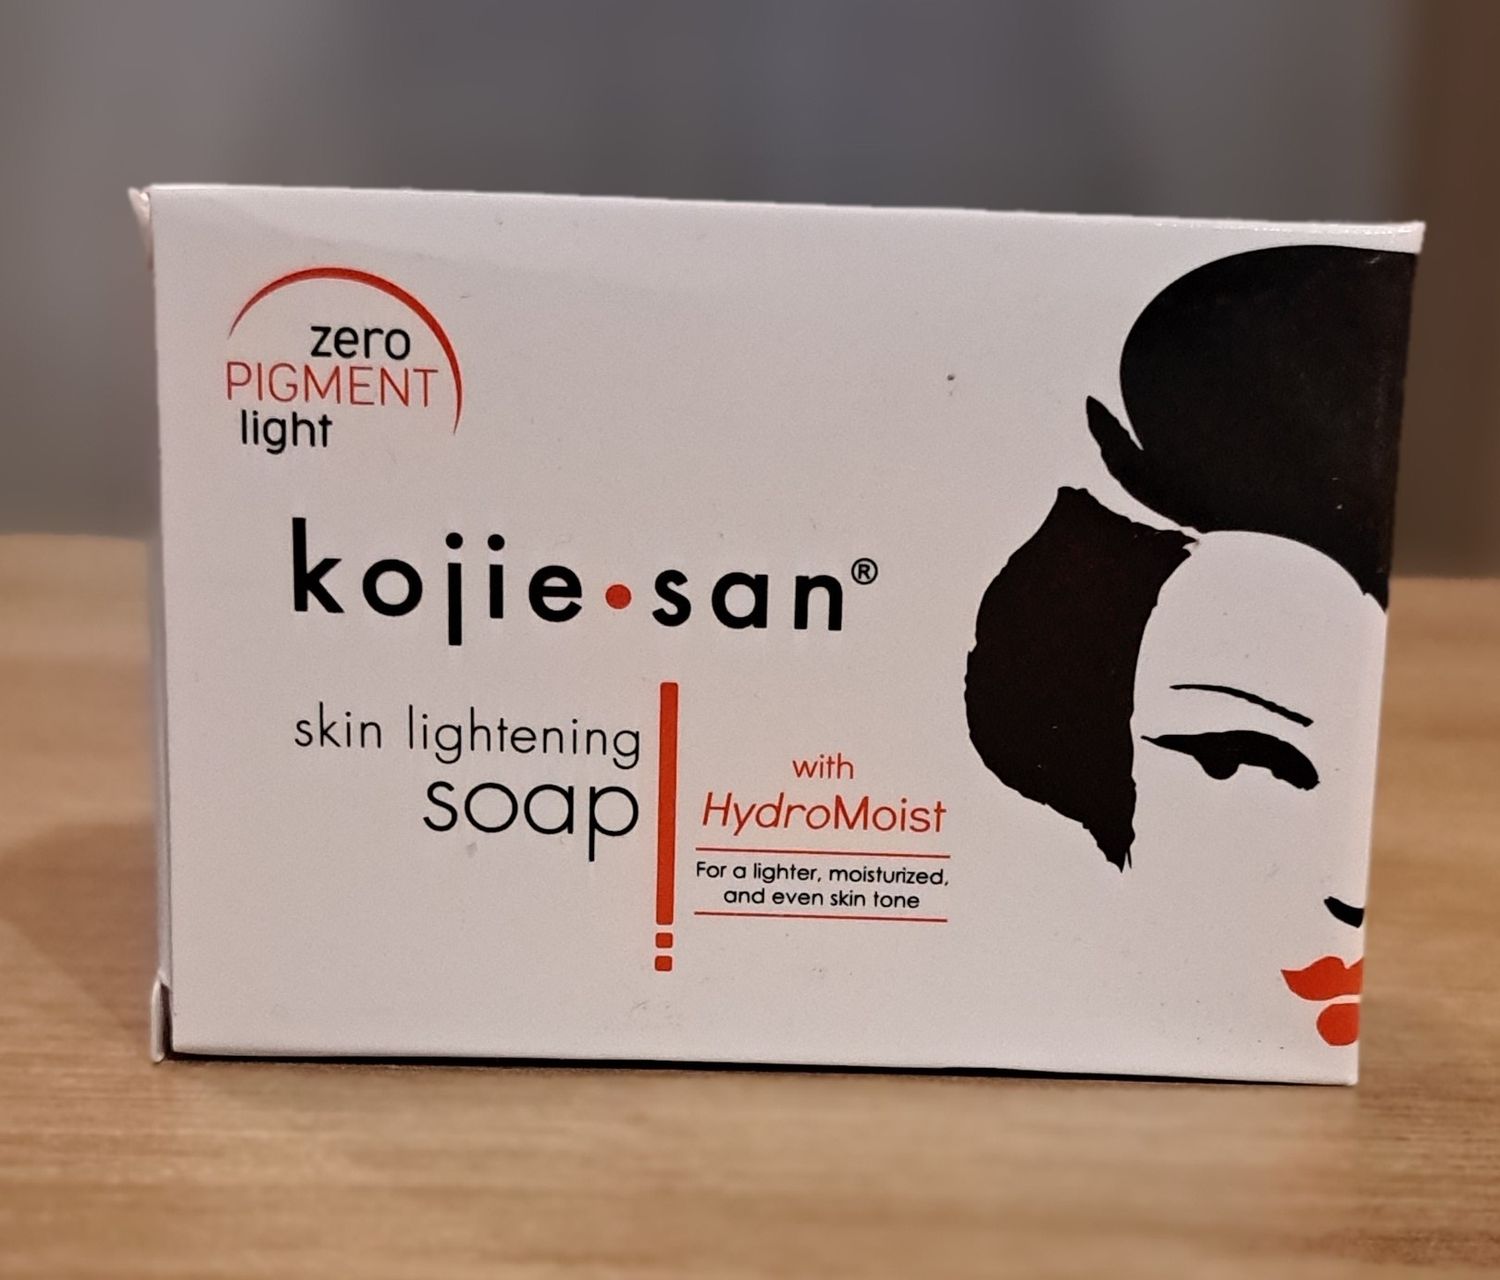 zero
PIGMENT
light
kojie•san®
skin lightening
soap
with
HydroMoist
For a lighter, moisturized,
and even skin tone